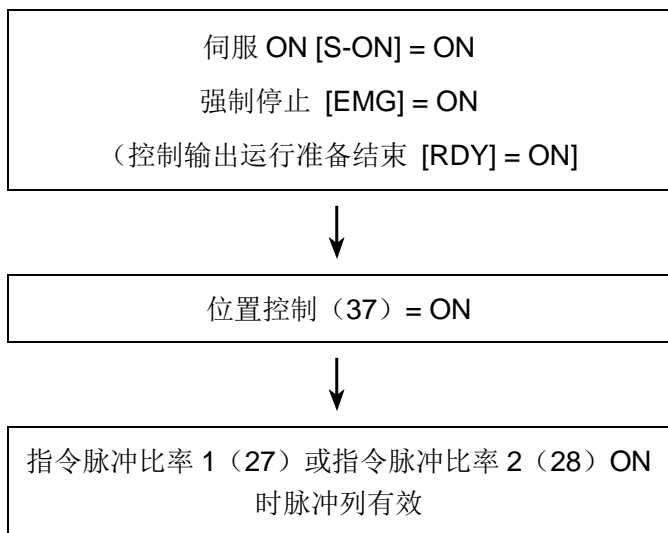 伺服 ON [S-ON] = ON
强制停止 [EMG] = ON
（控制输出运行准备结束 [RDY] = ON]
位置控制（37）= ON
指令脉冲比率 1（27）或指令脉冲比率 2（28）ON
时脉冲列有效